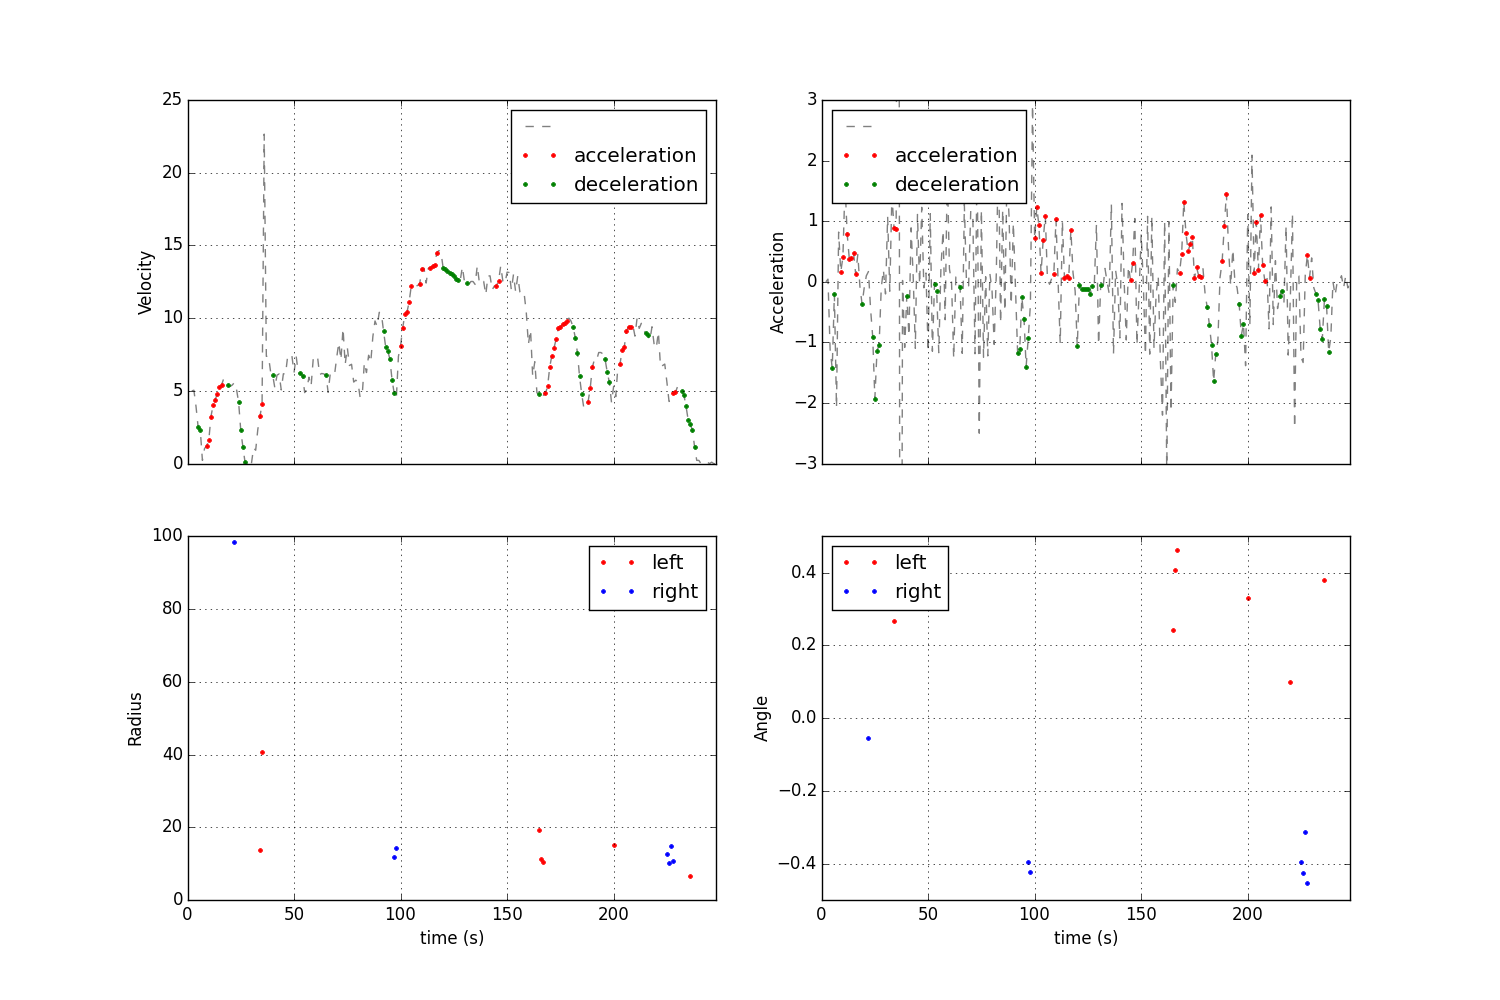 25
20
15
10
5
0
Velocity
acceleration
deceleration
3
2
1
0
−1
−2
−3
Acceleration
acceleration
deceleration
100
80
60
40
20
0
Radius
left
right
0 50 100 150 200
time (s)
0.4
0.2
0.0
−0.2
−0.4
Angle
left
right
0 50 100 150 200
time (s)